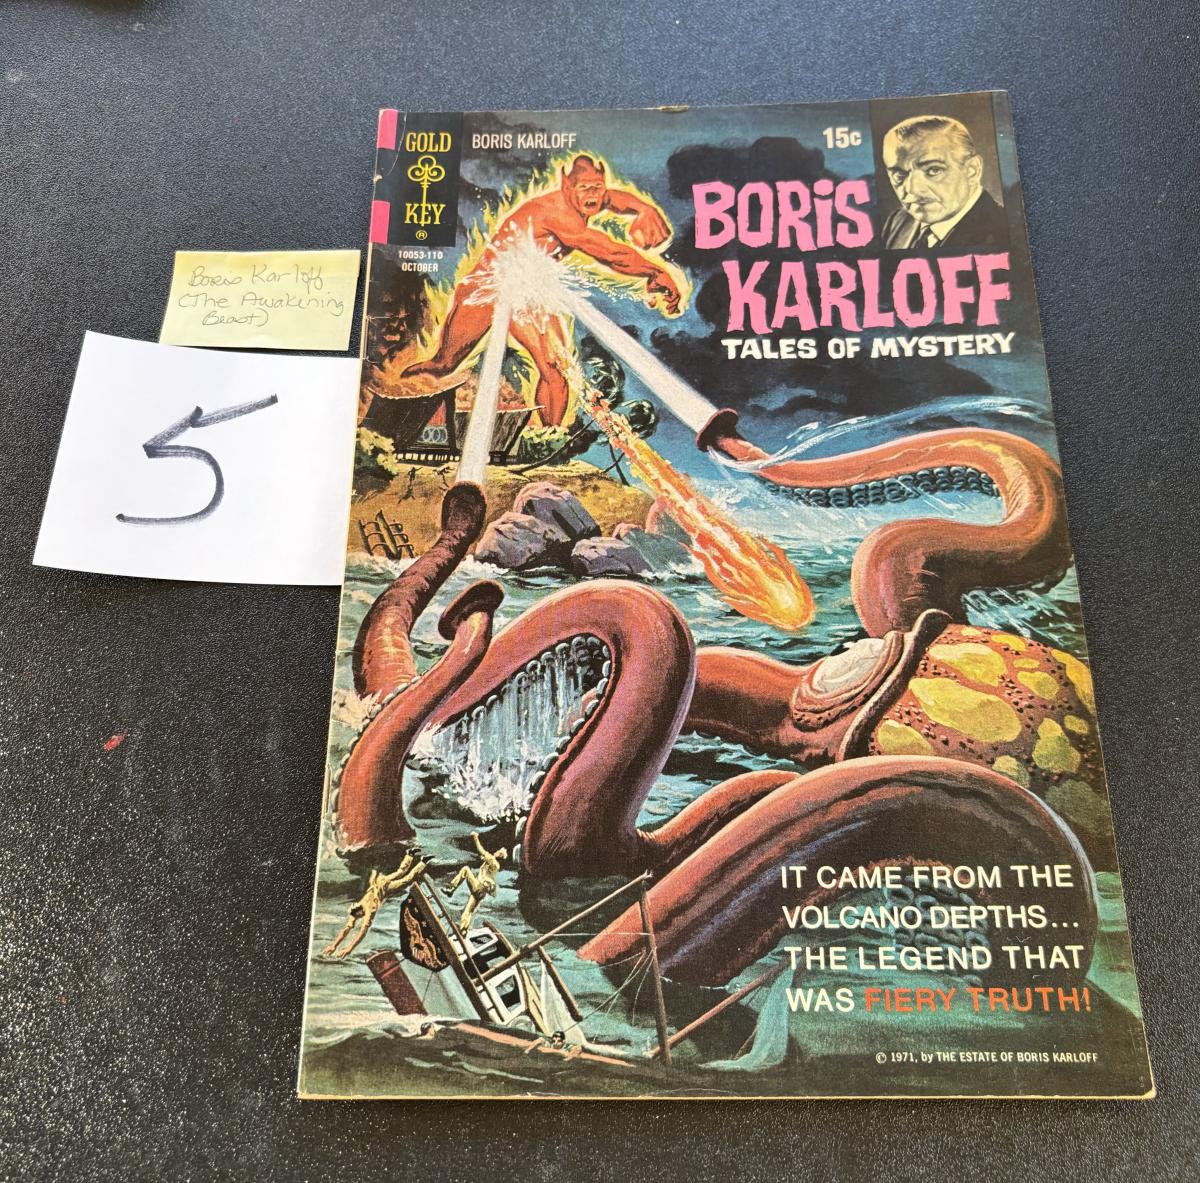 GOLD
KEY
®
10053-110
OCTOBER
BORIS KARLOFF
15c
BORIS
KARLOFF
TALES OF MYSTERY
Boris Karloff
(The Awakening
Beast)
5
IT CAME FROM THE
VOLCANO DEPTHS...
THE LEGEND THAT
WAS FIERY TRUTH!
© 1971, by THE ESTATE OF BORIS KARLOFF